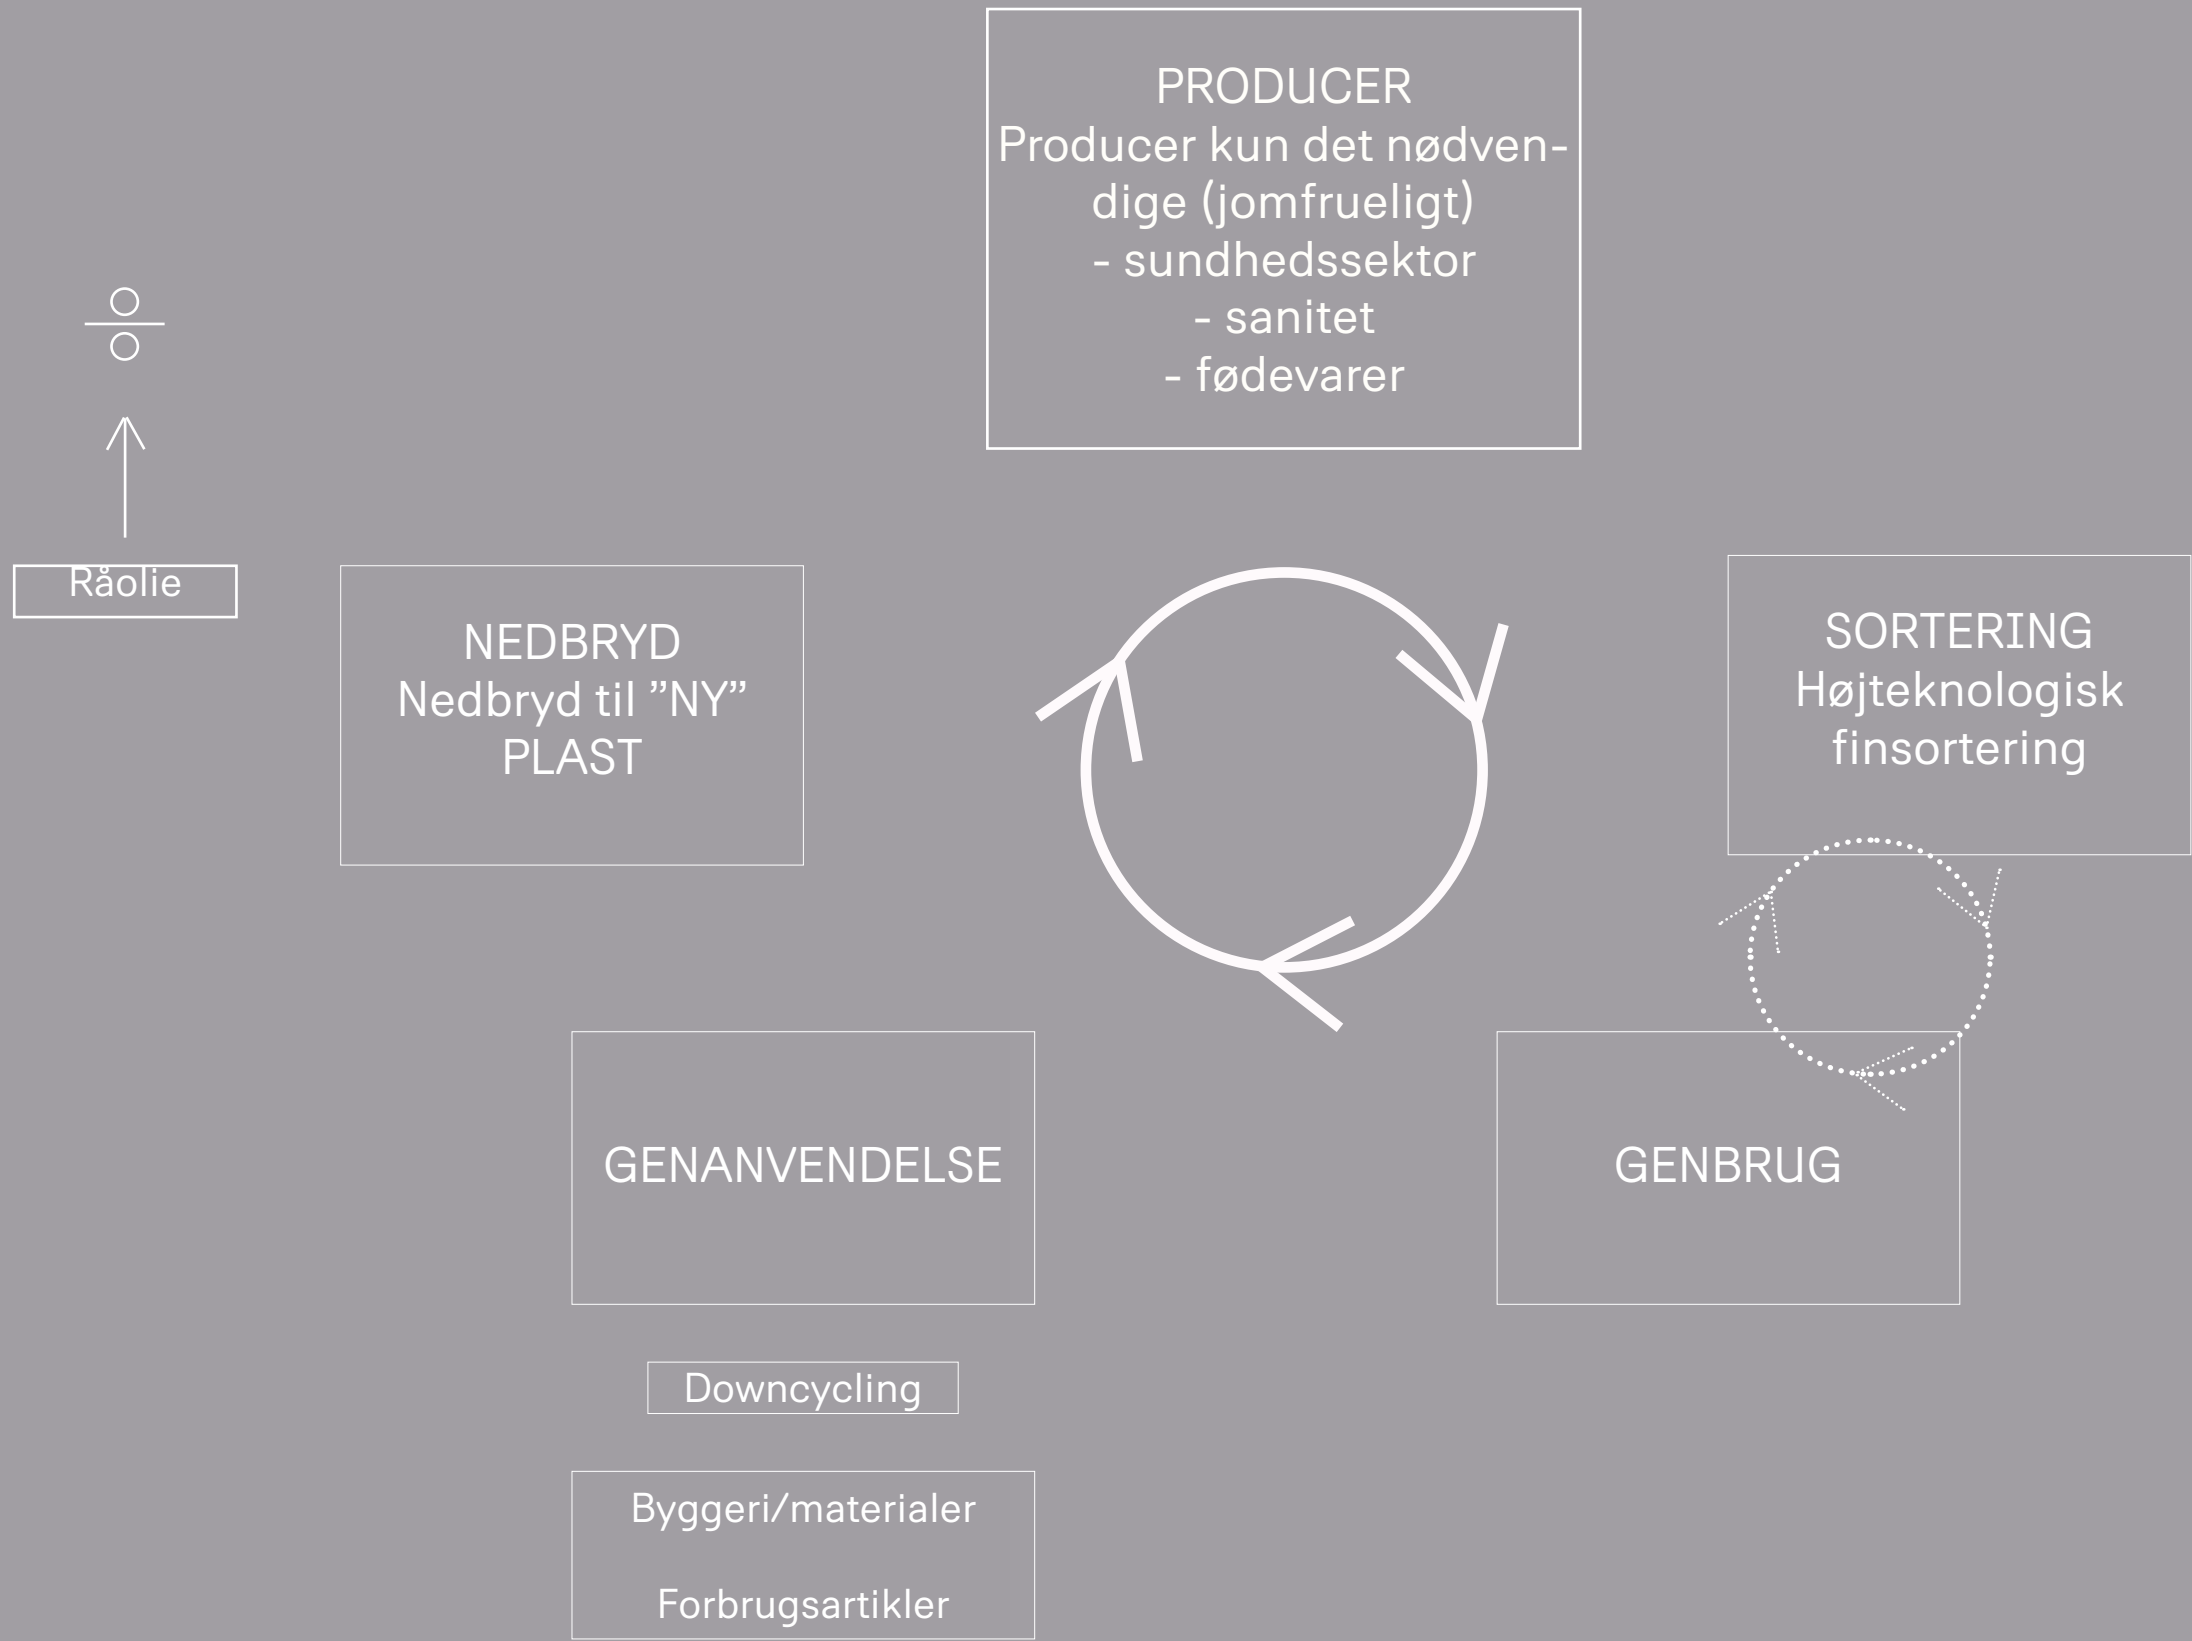 PRODUCER
Producer kun det nødven-
dige (jomfrueligt)
- sundhedssektor
- sanitet
- fødevarer
Råolie
NEDBRYD
Nedbryd til ”NY”
PLAST
SORTERING
Højteknologisk
finsortering
GENANVENDELSE
GENBRUG
Downcycling
Byggeri/materialer
Forbrugsartikler